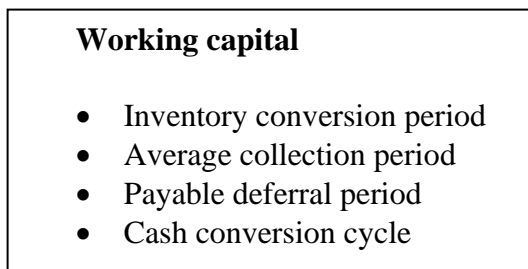 Working capital
• Inventory conversion period
• Average collection period
• Payable deferral period
• Cash conversion cycle